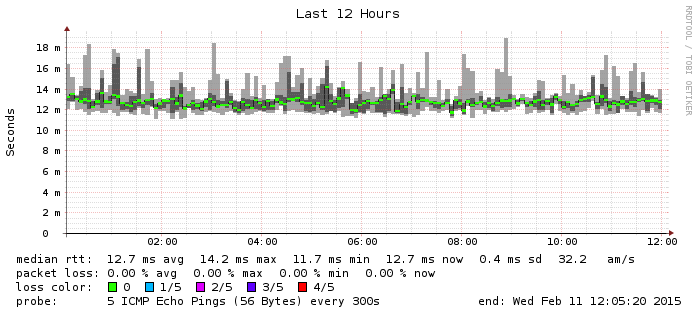 Last 12 Hours
RRDTOOL / TOBI OETIKER
Seconds
18 m
16 m
14 m
12 m
10 m
8 m
6 m
4 m
2 m
0
02:00 04:00 06:00 08:00 10:00 12:00
median rtt: 12.7 ms avg 14.2 ms max 11.7 ms min 12.7 ms now 0.4 ms sd 32.2 am/s
packet loss: 0.00 % avg 0.00 % max 0.00 % min 0.00 % now
loss color: 0 1/5 2/5 3/5 4/5
probe: 5 ICMP Echo Pings (56 Bytes) every 300s end: Wed Feb 11 12:05:20 2015